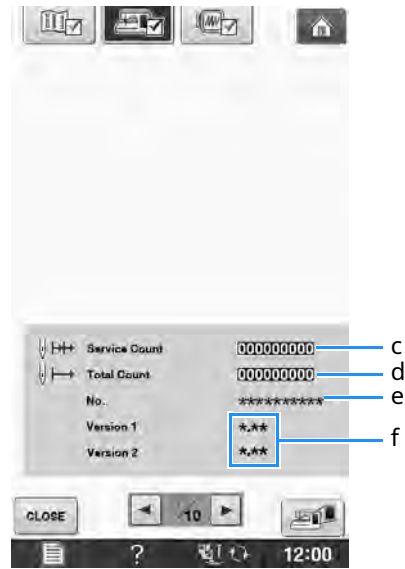 Service Count 000000000 c
Total Count 000000000 d
No.. ********** e
Version 1 *.**
f
Version 2 *.**
CLOSE /10
? 12:00